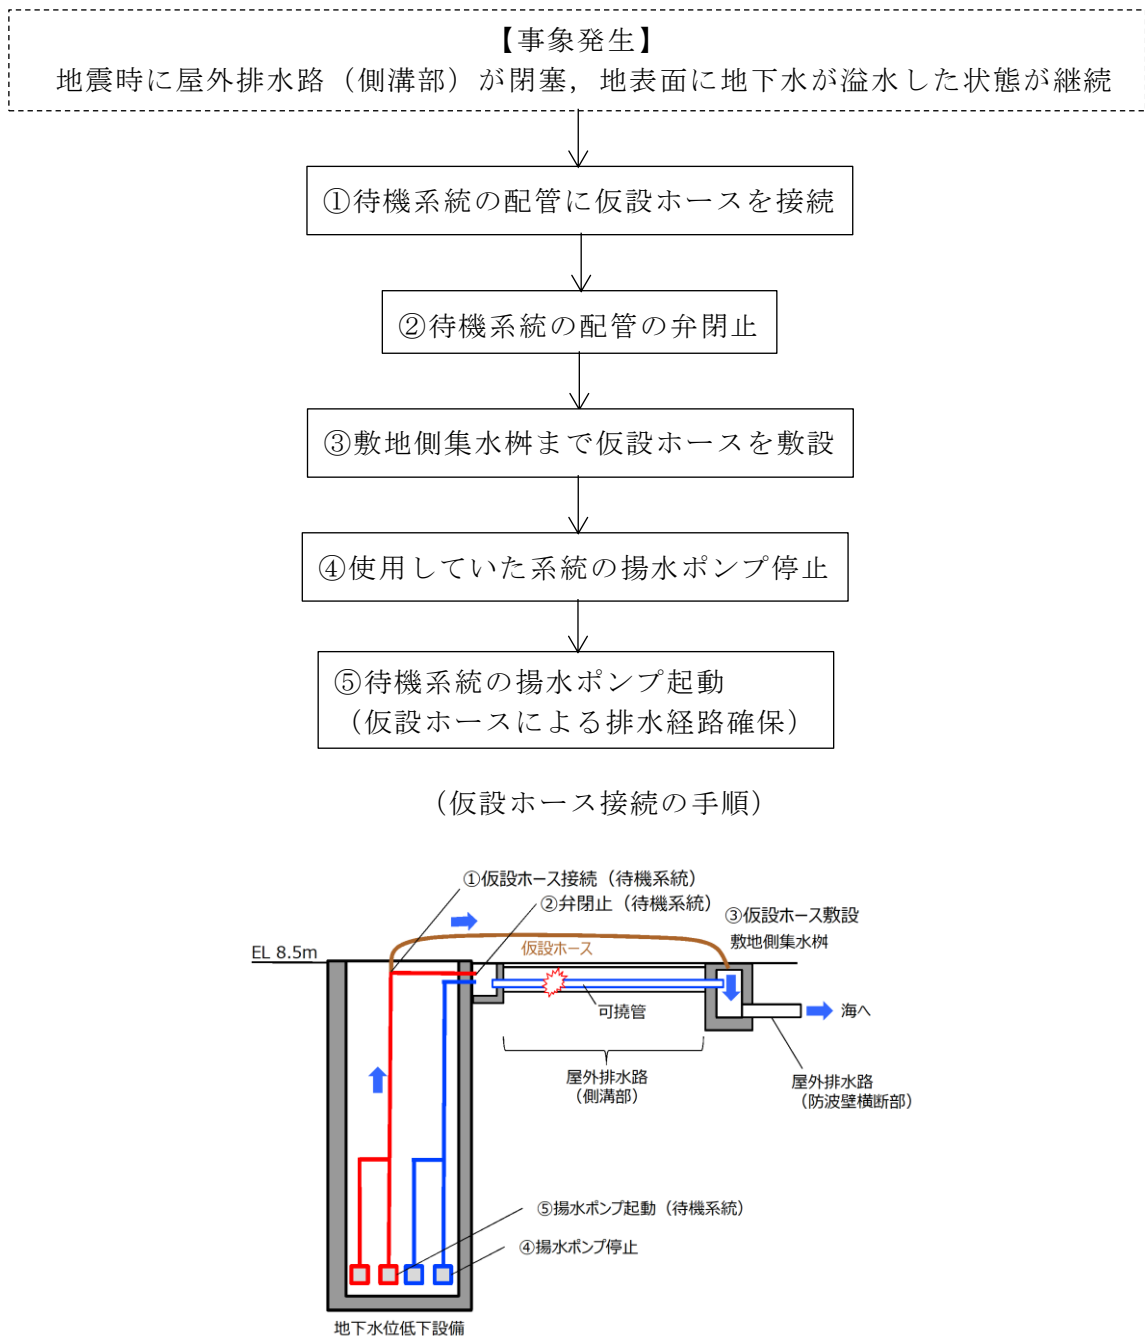 【事象発生】
地震時に屋外排水路（側溝部）が閉塞，地表面に地下水が溢水した状態が継続
①待機系統の配管に仮設ホースを接続
②待機系統の配管の弁閉止
③敷地側集水桝まで仮設ホースを敷設
④使用していた系統の揚水ポンプ停止
⑤待機系統の揚水ポンプ起動
（仮設ホースによる排水経路確保）
（仮設ホース接続の手順）
①仮設ホース接続（待機系統）
②弁閉止（待機系統）
③仮設ホース敷設
敷地側集水桝
EL 8.5m
仮設ホース
可撓管
海へ
屋外排水路
（側溝部）
屋外排水路
（防波壁横断部）
⑤揚水ポンプ起動（待機系統）
④揚水ポンプ停止
地下水位低下設備